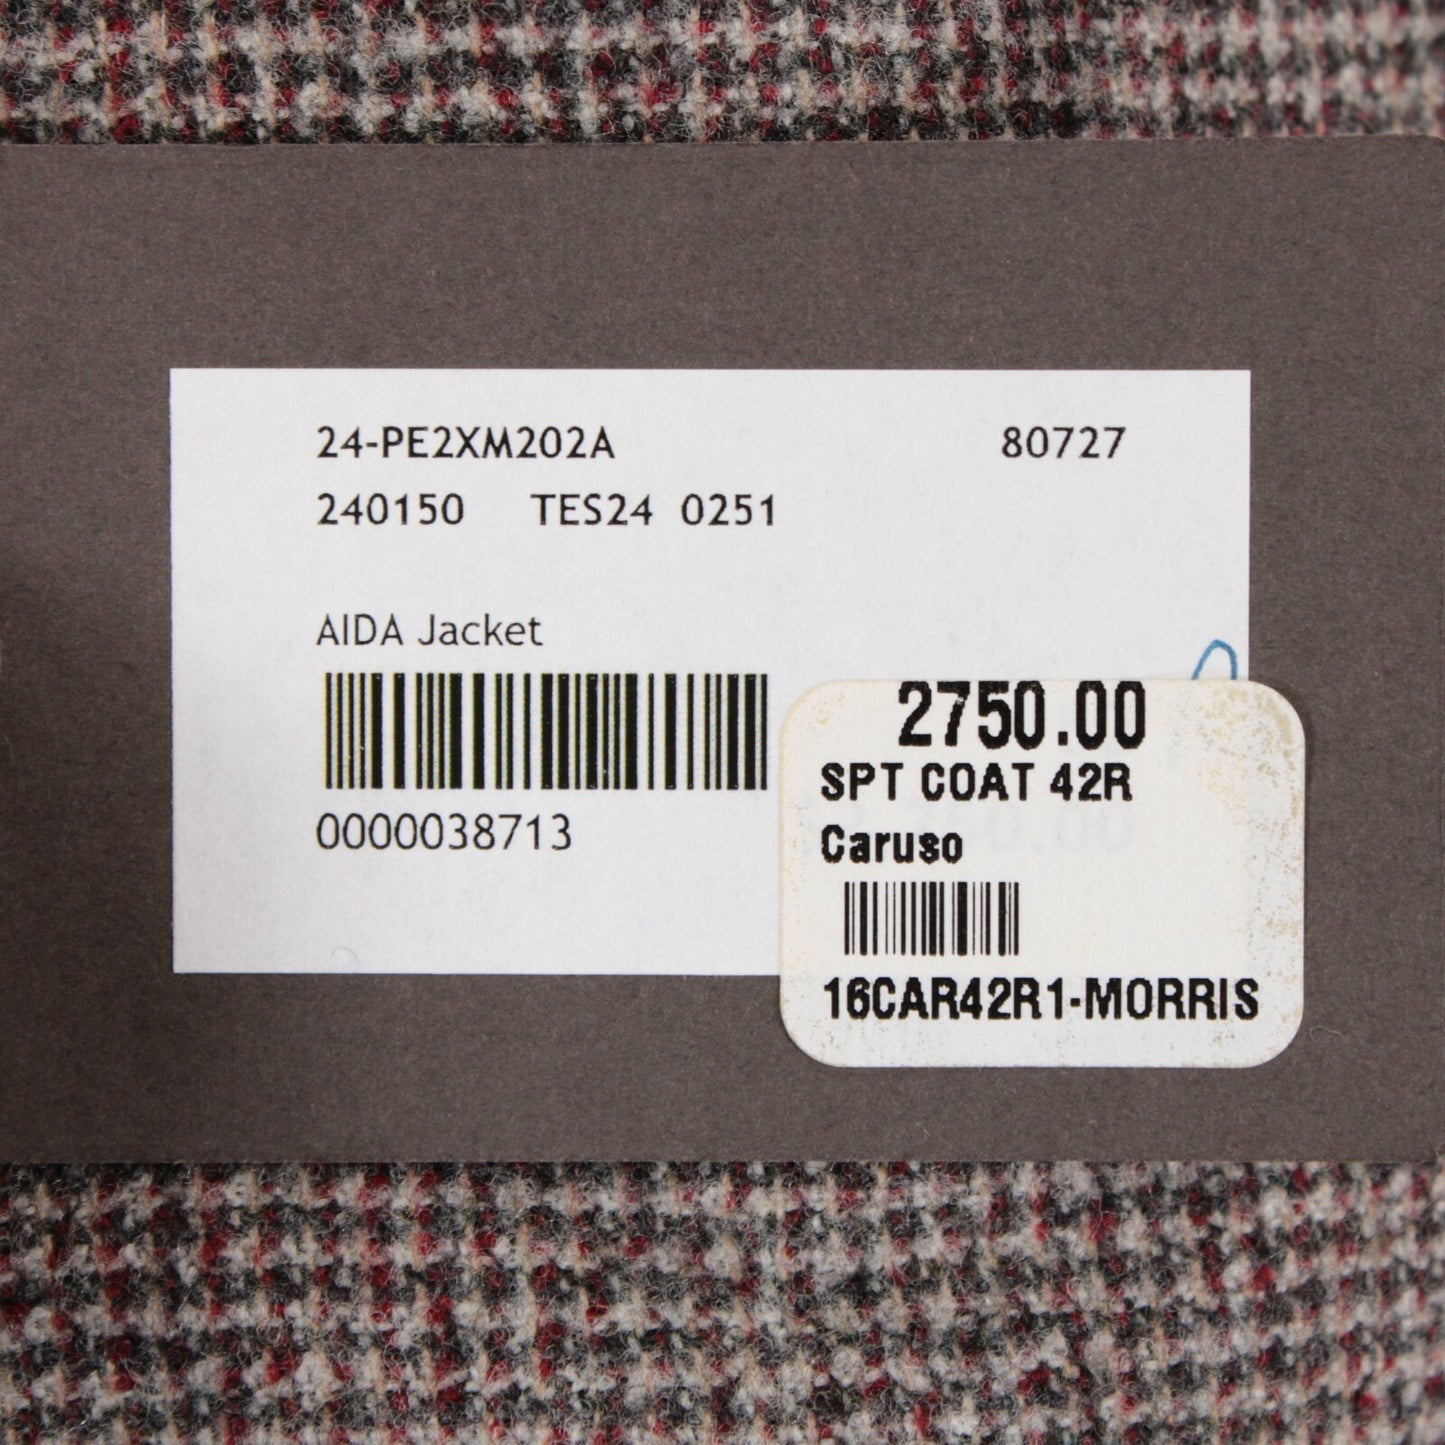 24-PE2XM202A 80727
240150 TES24 0251
AIDA Jacket
0000038713
2750.00
SPT COAT 42R
Caruso
16CAR42R1-MORRIS